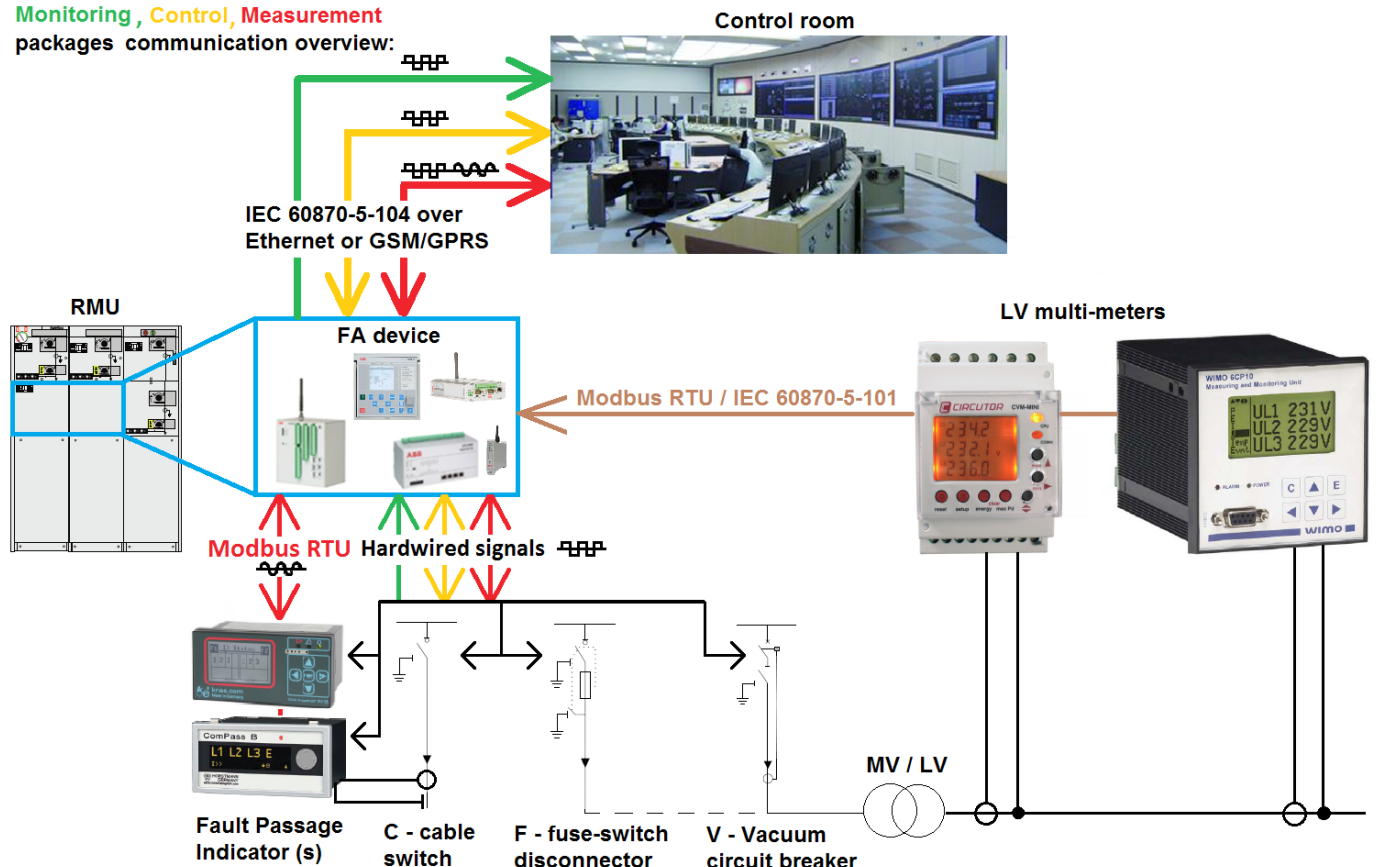 Monitoring , Control, Measurement
packages communication overview:
Control room
IEC 60870-5-104 over
Ethernet or GSM/GPRS
RMU
FA device
ABB
LV multi-meters
Modbus RTU / IEC 60870-5-101
CIRCUTOR CVM-MINI
234.2
232.1 v
236.0
reset setup energy max Pd
WIMO 6CP10
Measuring and Monitoring Unit
UL1 231V
UL2 229V
UL3 229V
ALARM POWER
C E
WIMO
Modbus RTU
Hardwired signals
kries.com
ComPass B
L1 L2 L3 E
I>>
MV / LV
Fault Passage
Indicator (s)
C - cable
switch
F - fuse-switch
disconnector
V - Vacuum
circuit breaker